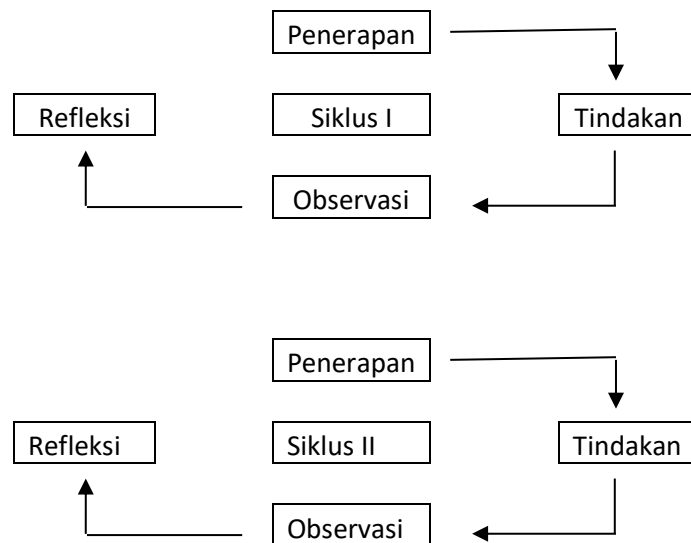 Penerapan
Refleksi
Siklus I
Tindakan
Observasi
Penerapan
Refleksi
Siklus II
Tindakan
Observasi